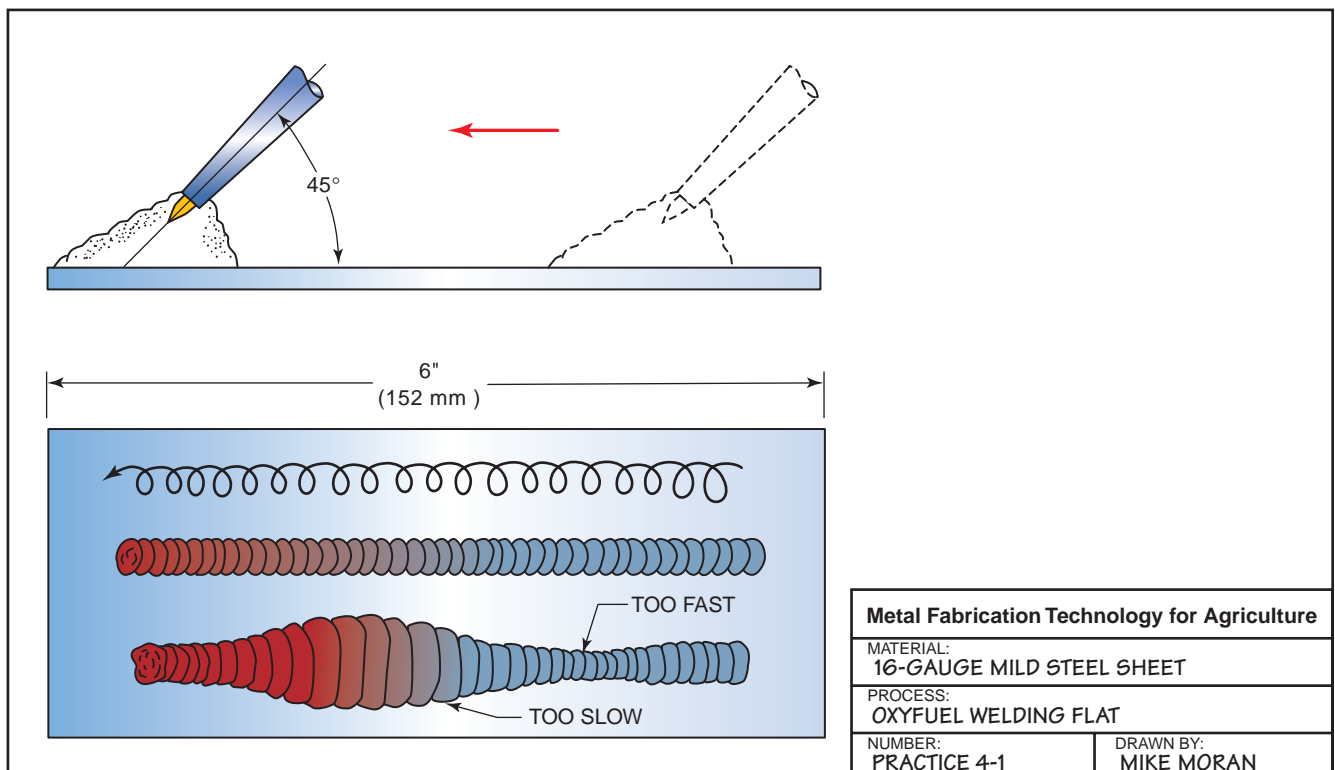 45°
6"
(152 mm )
TOO FAST
TOO SLOW
Metal Fabrication Technology for Agriculture
MATERIAL:
16-GAUGE MILD STEEL SHEET
PROCESS:
OXYFUEL WELDING FLAT
NUMBER:
PRACTICE 4-1
DRAWN BY:
MIKE MORAN